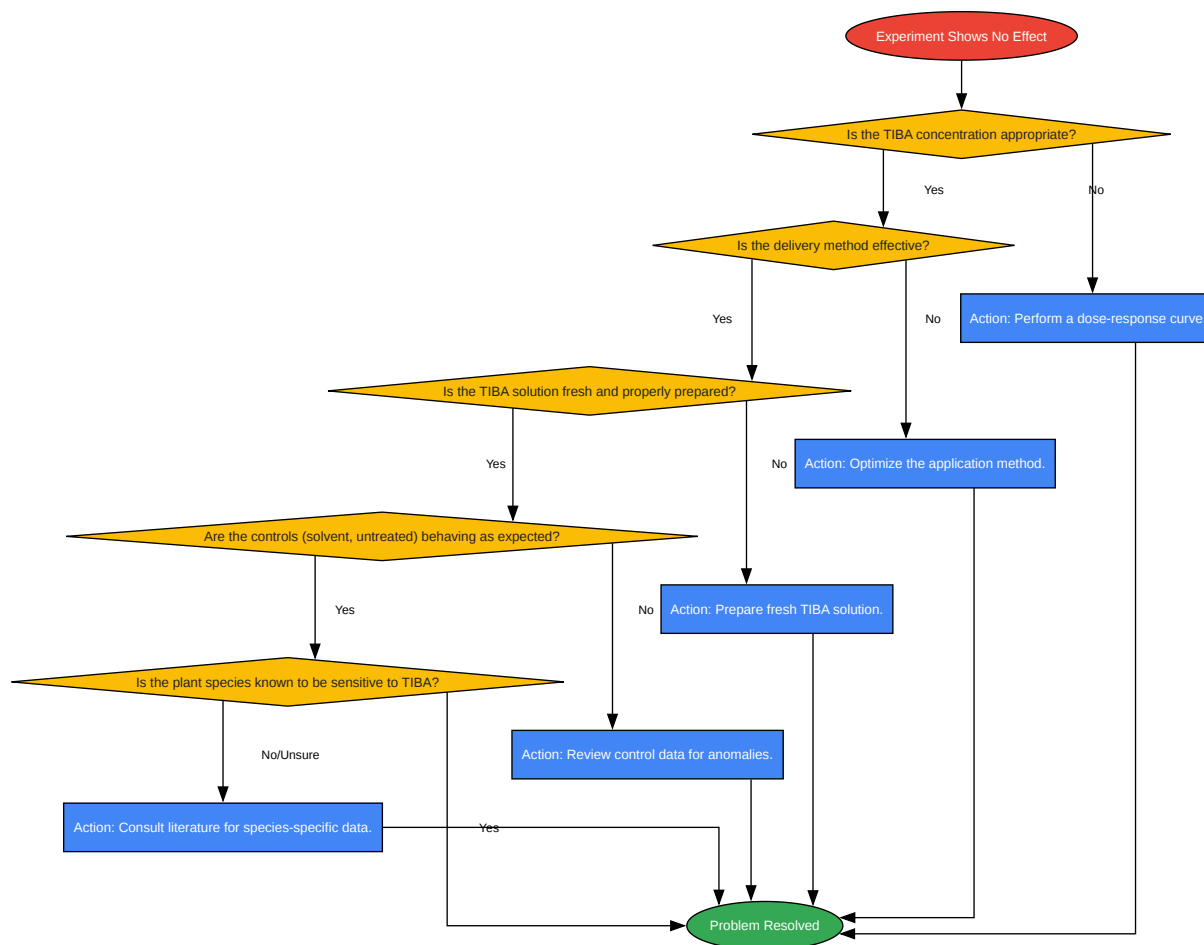 Experiment Shows No Effect
Is the TIBA concentration appropriate?
Yes
No
Is the delivery method effective?
Yes
No
Action: Perform a dose-response curve
Is the TIBA solution fresh and properly prepared?
Yes
No
Action: Optimize the application method.
Are the controls (solvent, untreated) behaving as expected?
Yes
No
Action: Prepare fresh TIBA solution.
Is the plant species known to be sensitive to TIBA?
No/Unsure
Action: Review control data for anomalies.
Action: Consult literature for species-specific data.
Yes
Problem Resolved